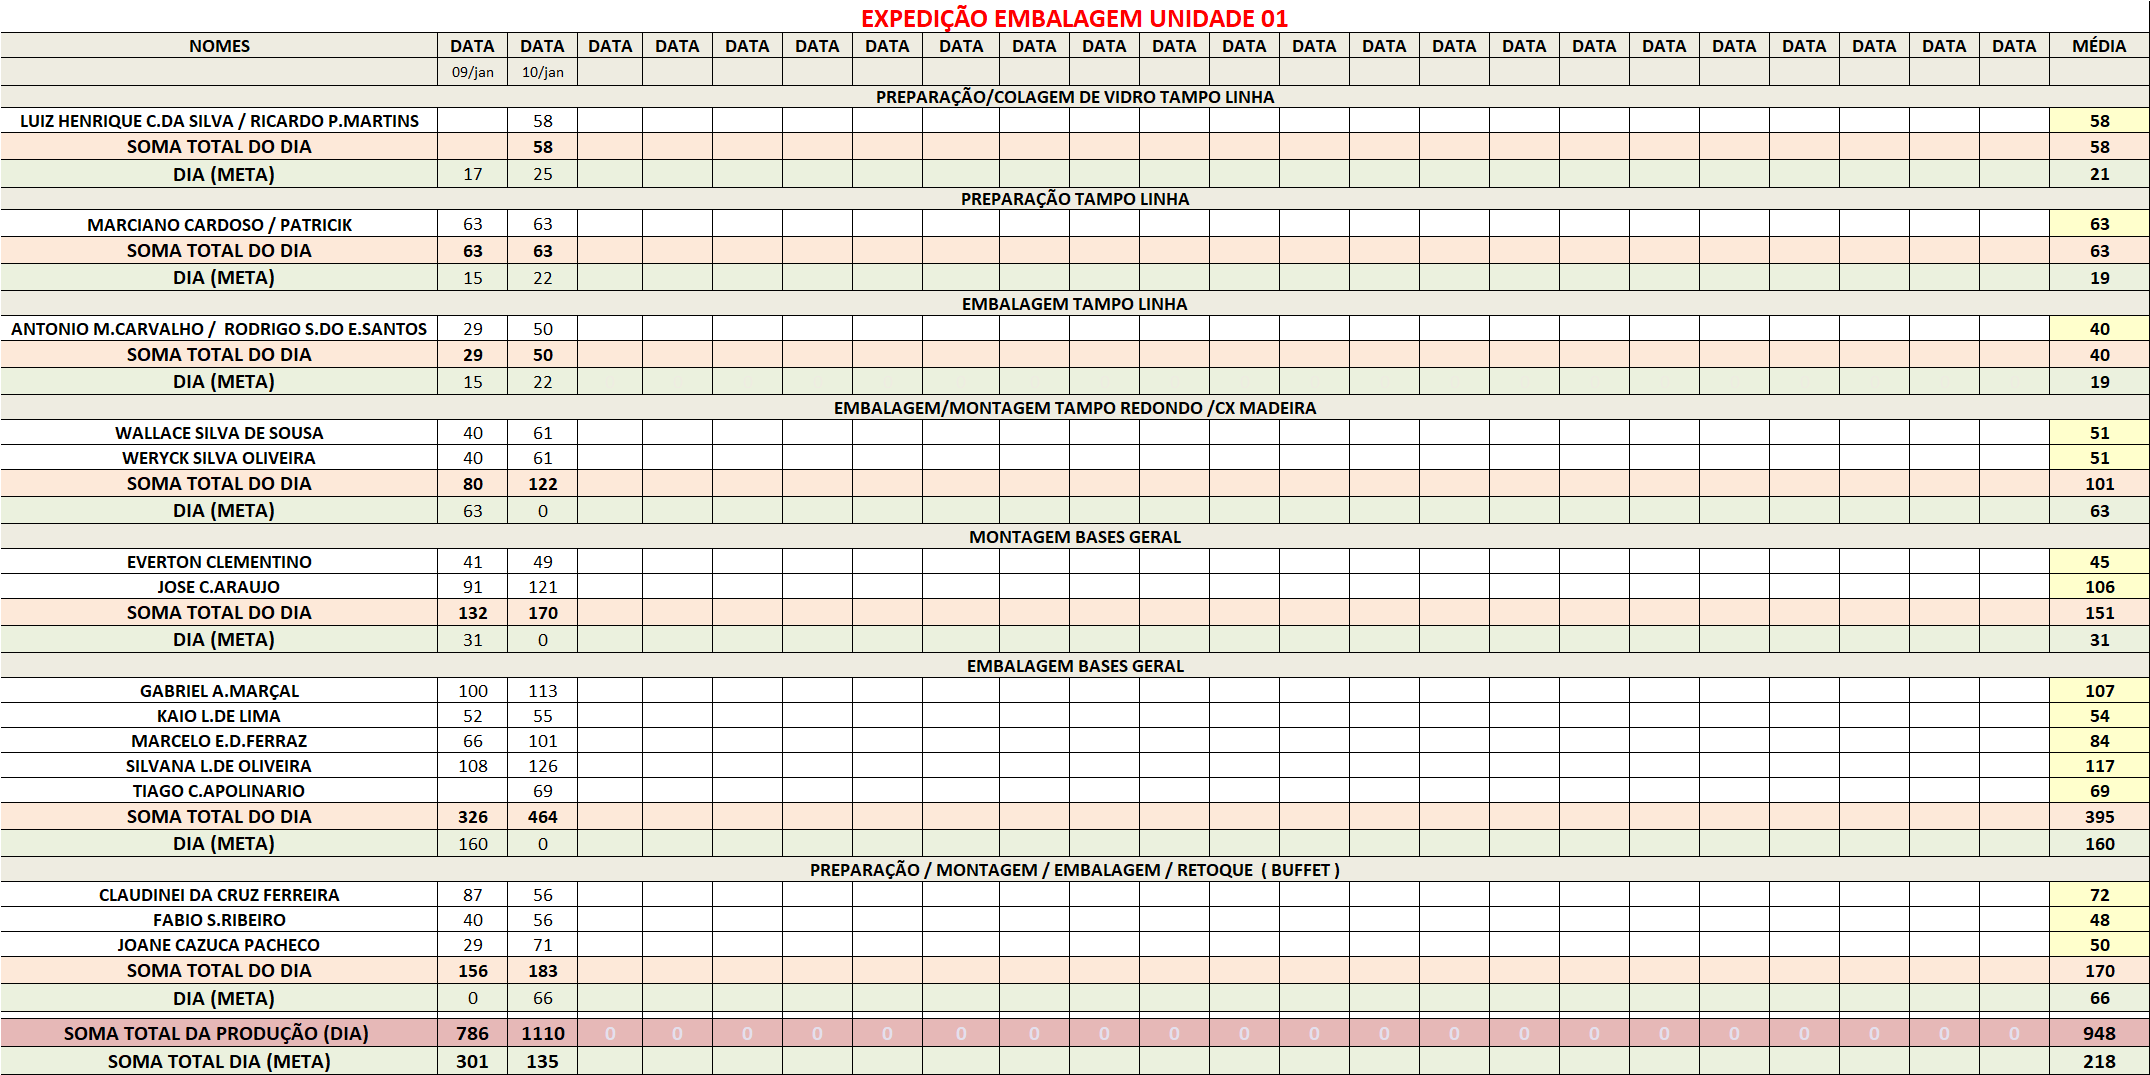 EXPEDIÇÃO EMBALAGEM UNIDADE 01
NOMES DATA DATA DATA DATA DATA DATA DATA DATA DATA DATA DATA DATA DATA DATA DATA DATA DATA DATA DATA DATA DATA DATA MÉDIA
09/jan 10/jan
PREPARAÇÃO/COLAGEM DE VIDRO TAMPO LINHA
LUIZ HENRIQUE C.DA SILVA / RICARDO P.MARTINS 58 58
SOMA TOTAL DO DIA 58 58
DIA (META) 17 25 21
PREPARAÇÃO TAMPO LINHA
MARCIANO CARDOSO / PATRICIK 63 63 63
SOMA TOTAL DO DIA 63 63 63
DIA (META) 15 22 19
EMBALAGEM TAMPO LINHA
ANTONIO M.CARVALHO / RODRIGO S.DO E.SANTOS 29 50 40
SOMA TOTAL DO DIA 29 50 40
DIA (META) 15 22 19
EMBALAGEM/MONTAGEM TAMPO REDONDO /CX MADEIRA
WALLACE SILVA DE SOUSA 40 61 51
WERYCK SILVA OLIVEIRA 40 61 51
SOMA TOTAL DO DIA 80 122 101
DIA (META) 63 0 63
MONTAGEM BASES GERAL
EVERTON CLEMENTINO 41 49 45
JOSE C.ARAUJO 91 121 106
SOMA TOTAL DO DIA 132 170 151
DIA (META) 31 0 31
EMBALAGEM BASES GERAL
GABRIEL A.MARÇAL 100 113 107
KAIO L.DE LIMA 52 55 54
MARCELO E.D.FERRAZ 66 101 84
SILVANA L.DE OLIVEIRA 108 126 117
TIAGO C.APOLINARIO 69 69
SOMA TOTAL DO DIA 326 464 395
DIA (META) 160 0 160
PREPARAÇÃO / MONTAGEM / EMBALAGEM / RETOQUE ( BUFFET )
CLAUDINEI DA CRUZ FERREIRA 87 56 72
FABIO S.RIBEIRO 40 56 48
JOANE CAZUCA PACHECO 29 71 50
SOMA TOTAL DO DIA 156 183 170
DIA (META) 0 66 66
SOMA TOTAL DA PRODUÇÃO (DIA) 786 1110 0 0 0 0 0 0 0 0 0 0 0 0 0 0 0 0 0 0 0 0 0 948
SOMA TOTAL DIA (META) 301 135 218